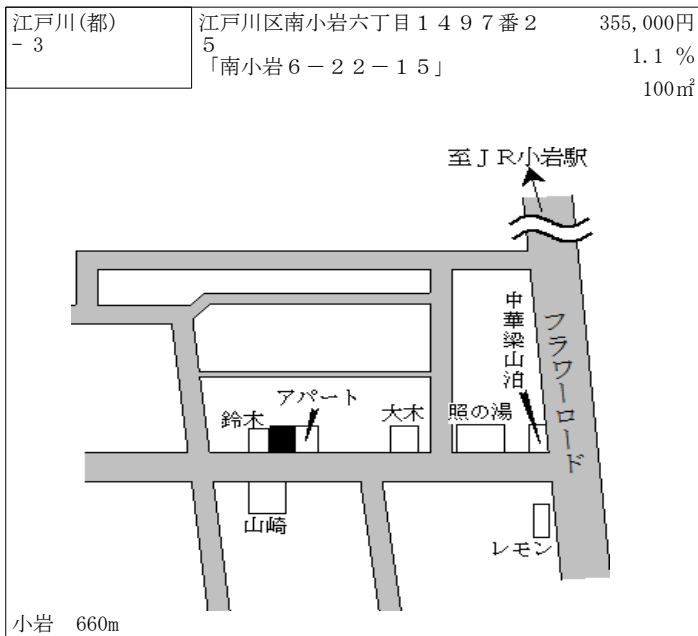 江戸川(都)
- 3
江戸川区南小岩六丁目１４９７番２
５
「南小岩６－２２－１５」
355,000円
1.1 %
100㎡
至ＪＲ小岩駅
中華梁山泊
フラワーロード
アパート
鈴木
大木
照の湯
山崎
レモン
小岩　660m